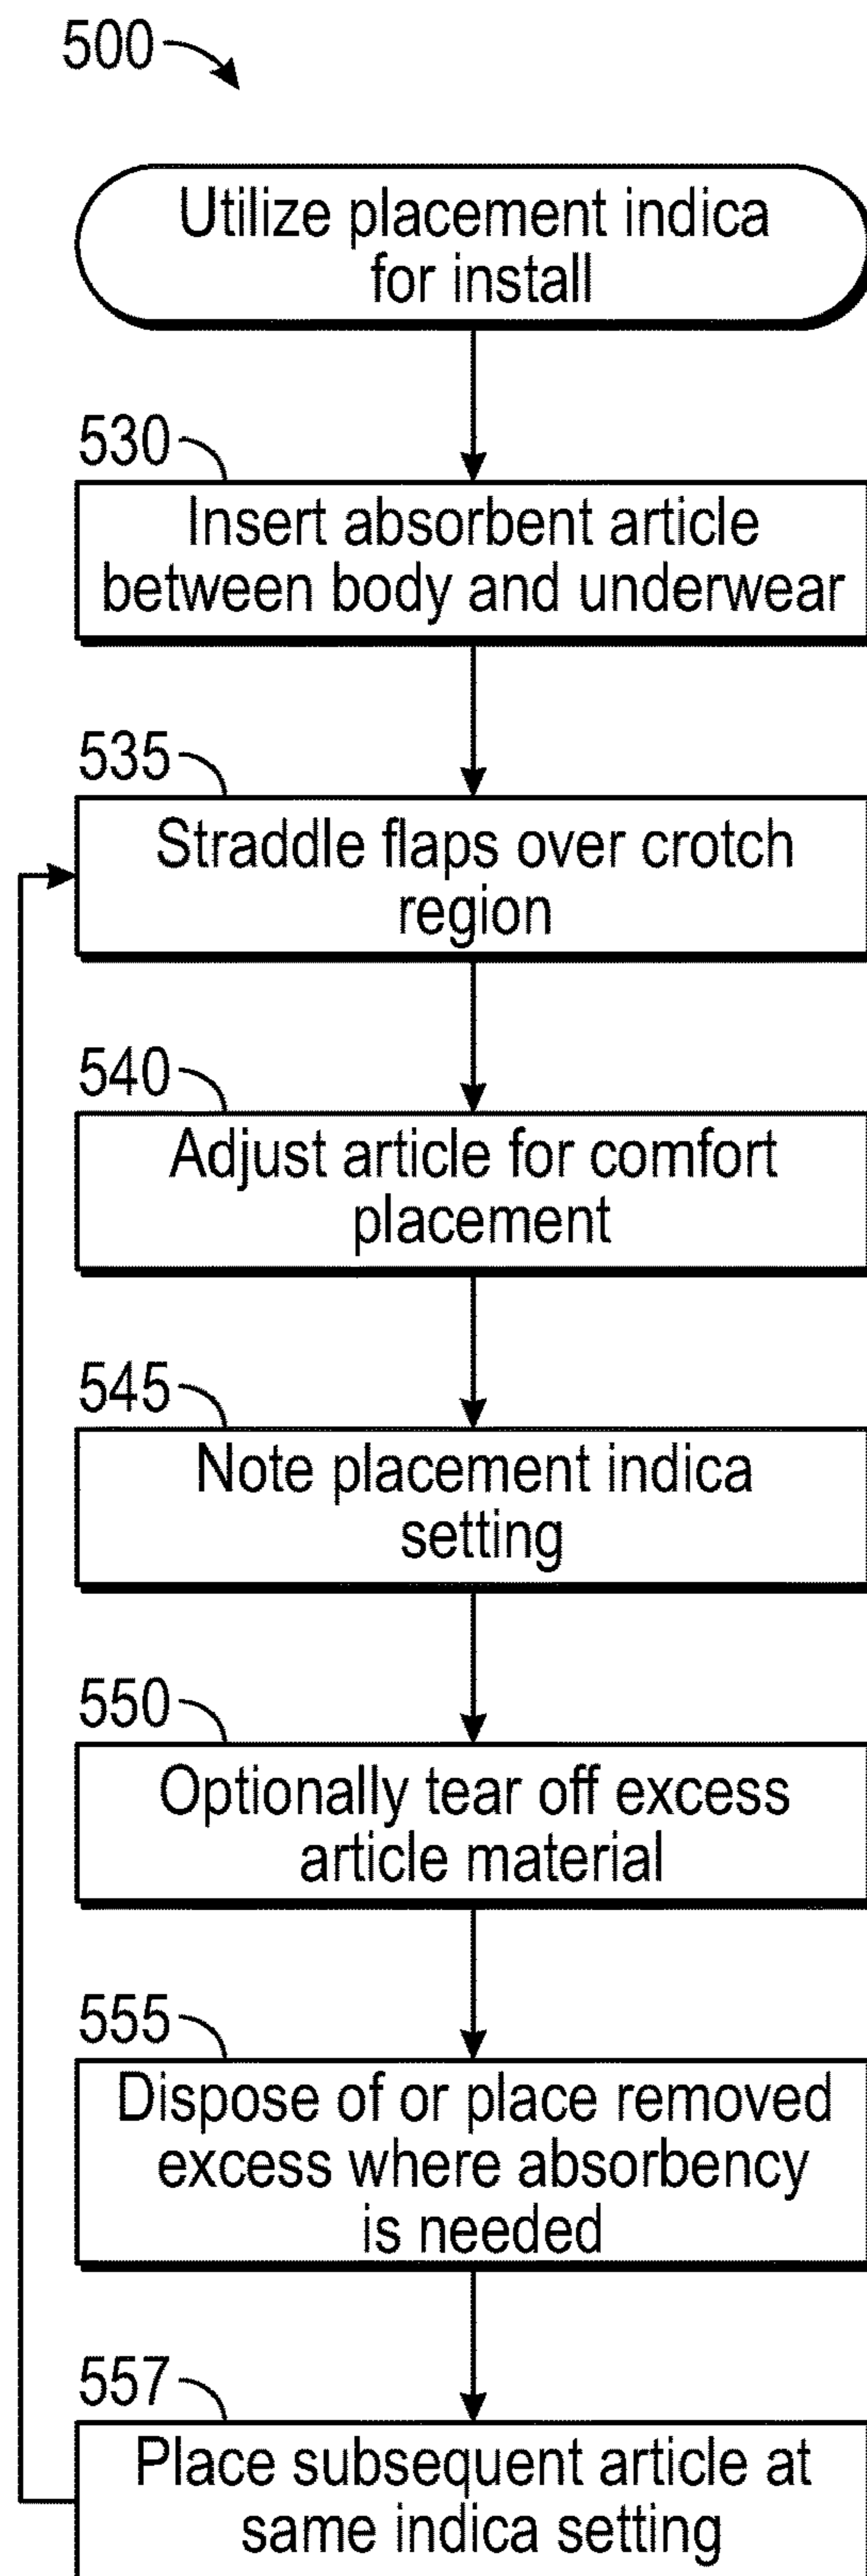 500
Utilize placement indica
for install
530
Insert absorbent article
between body and underwear
535
Straddle flaps over crotch
region
540
Adjust article for comfort
placement
545
Note placement indica
setting
550
Optionally tear off excess
article material
555
Dispose of or place removed
excess where absorbency
is needed
557
Place subsequent article at
same indica setting